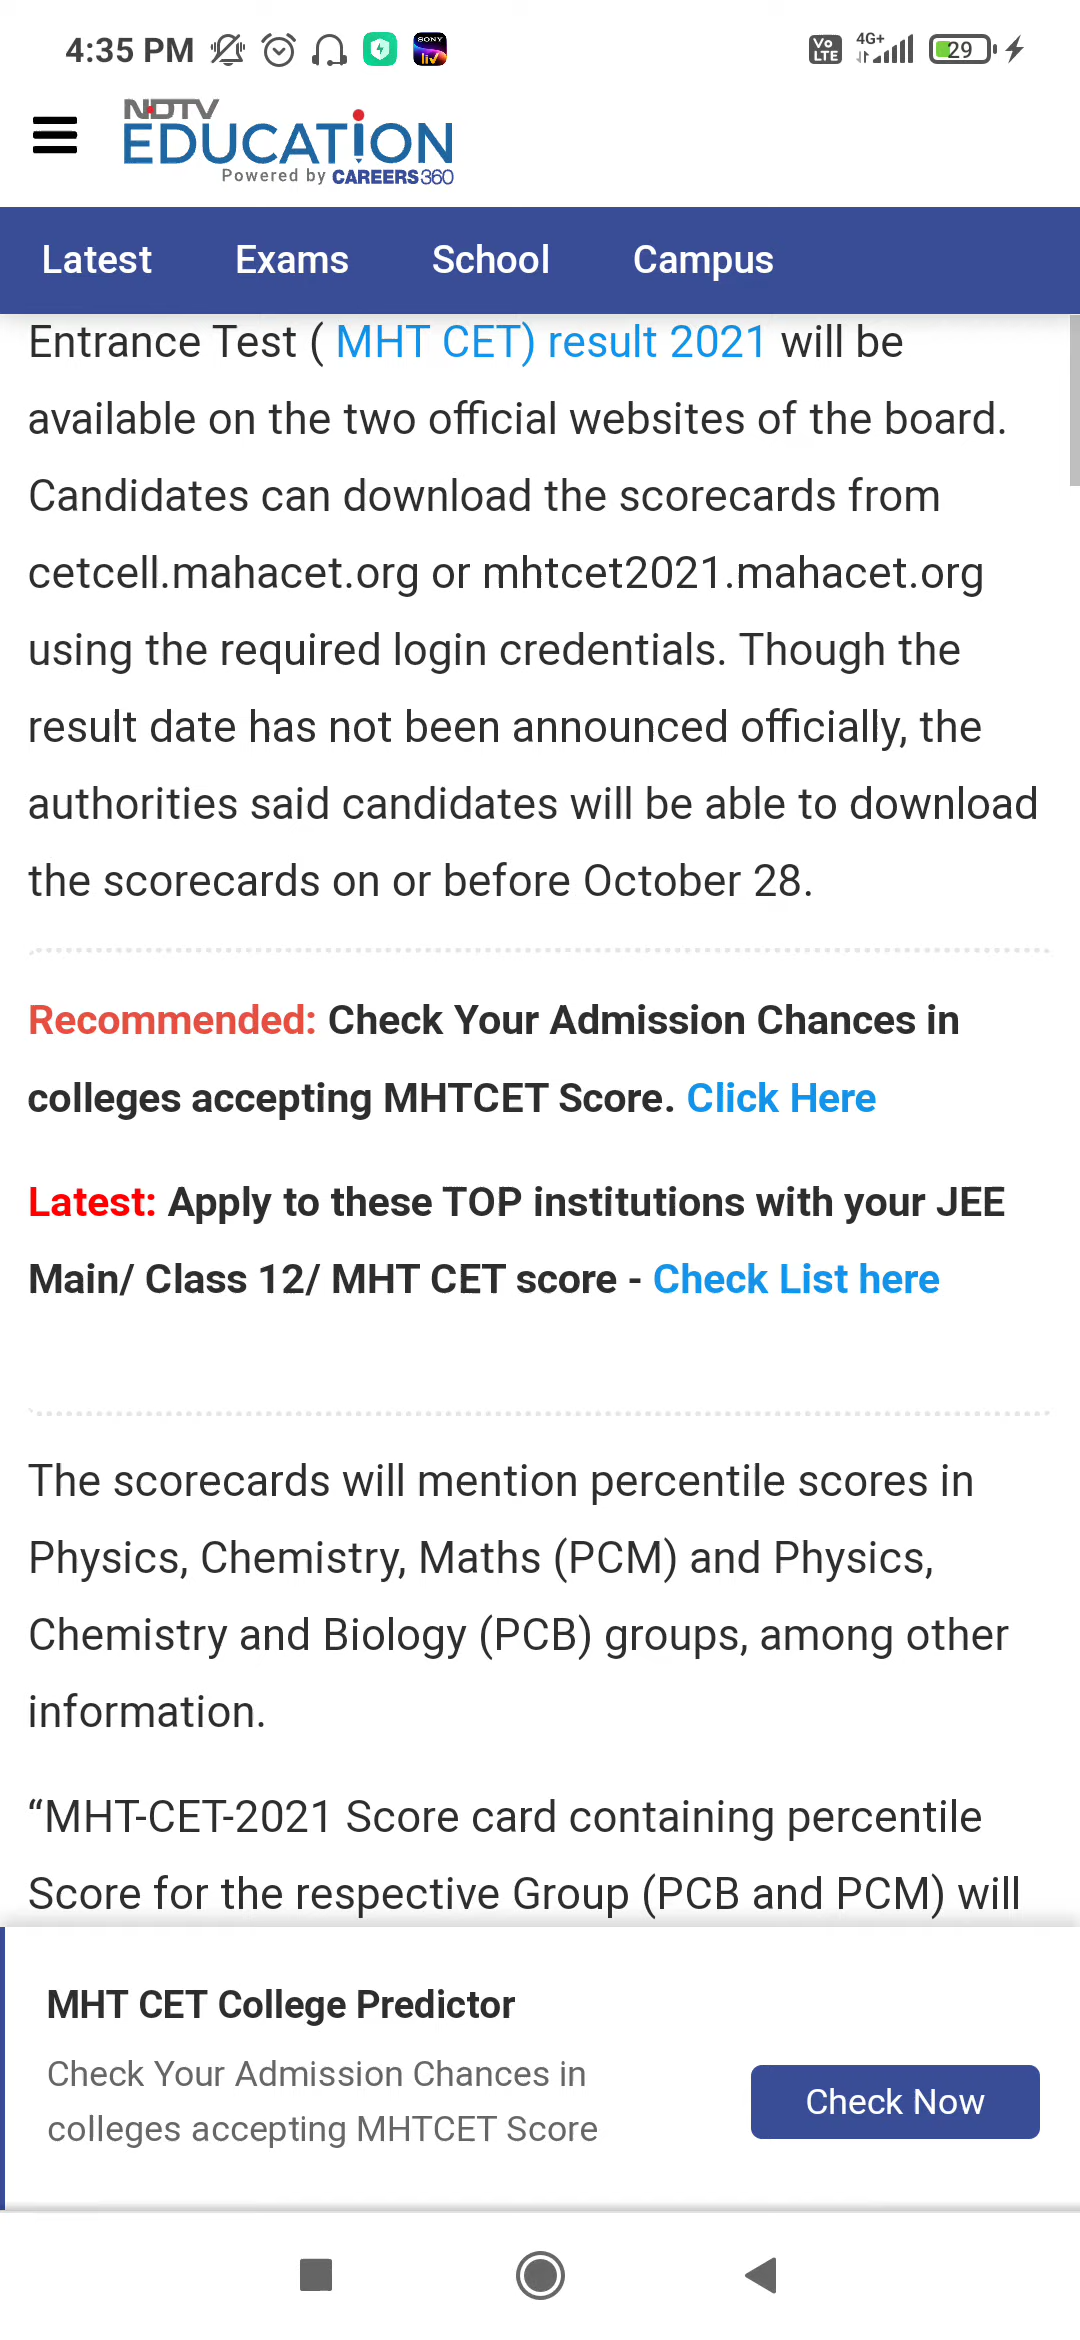 4:35 PM
SONY
liv
Vo
LTE
4G+
29
NDTV
EDUCATION
Powered by CAREERS360
Latest Exams School Campus
Entrance Test ( MHT CET) result 2021 will be
available on the two official websites of the board.
Candidates can download the scorecards from
cetcell.mahacet.org or mhtcet2021.mahacet.org
using the required login credentials. Though the
result date has not been announced officially, the
authorities said candidates will be able to download
the scorecards on or before October 28.
Recommended: Check Your Admission Chances in
colleges accepting MHTCET Score. Click Here
Latest: Apply to these TOP institutions with your JEE
Main/ Class 12/ MHT CET score - Check List here
The scorecards will mention percentile scores in
Physics, Chemistry, Maths (PCM) and Physics,
Chemistry and Biology (PCB) groups, among other
information.
“MHT-CET-2021 Score card containing percentile
Score for the respective Group (PCB and PCM) will
MHT CET College Predictor
Check Your Admission Chances in
colleges accepting MHTCET Score
Check Now